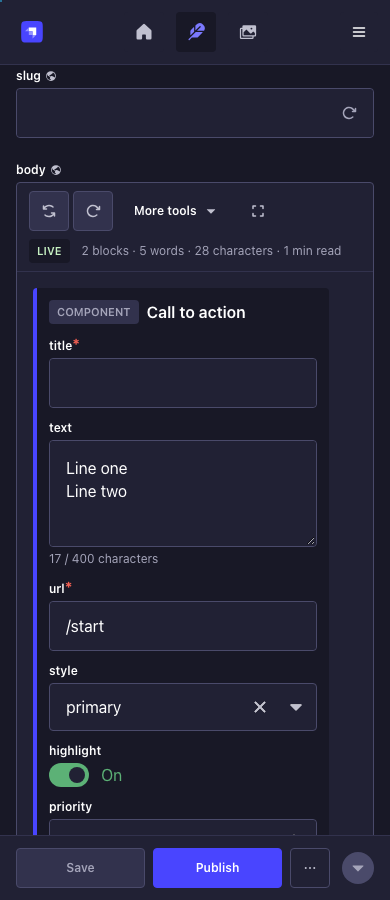 slug
body
More tools
LIVE 2 blocks · 5 words · 28 characters · 1 min read
COMPONENT Call to action
title*
text
Line one
Line two
17 / 400 characters
url*
/start
style
primary
highlight
On
priority
Save Publish ...